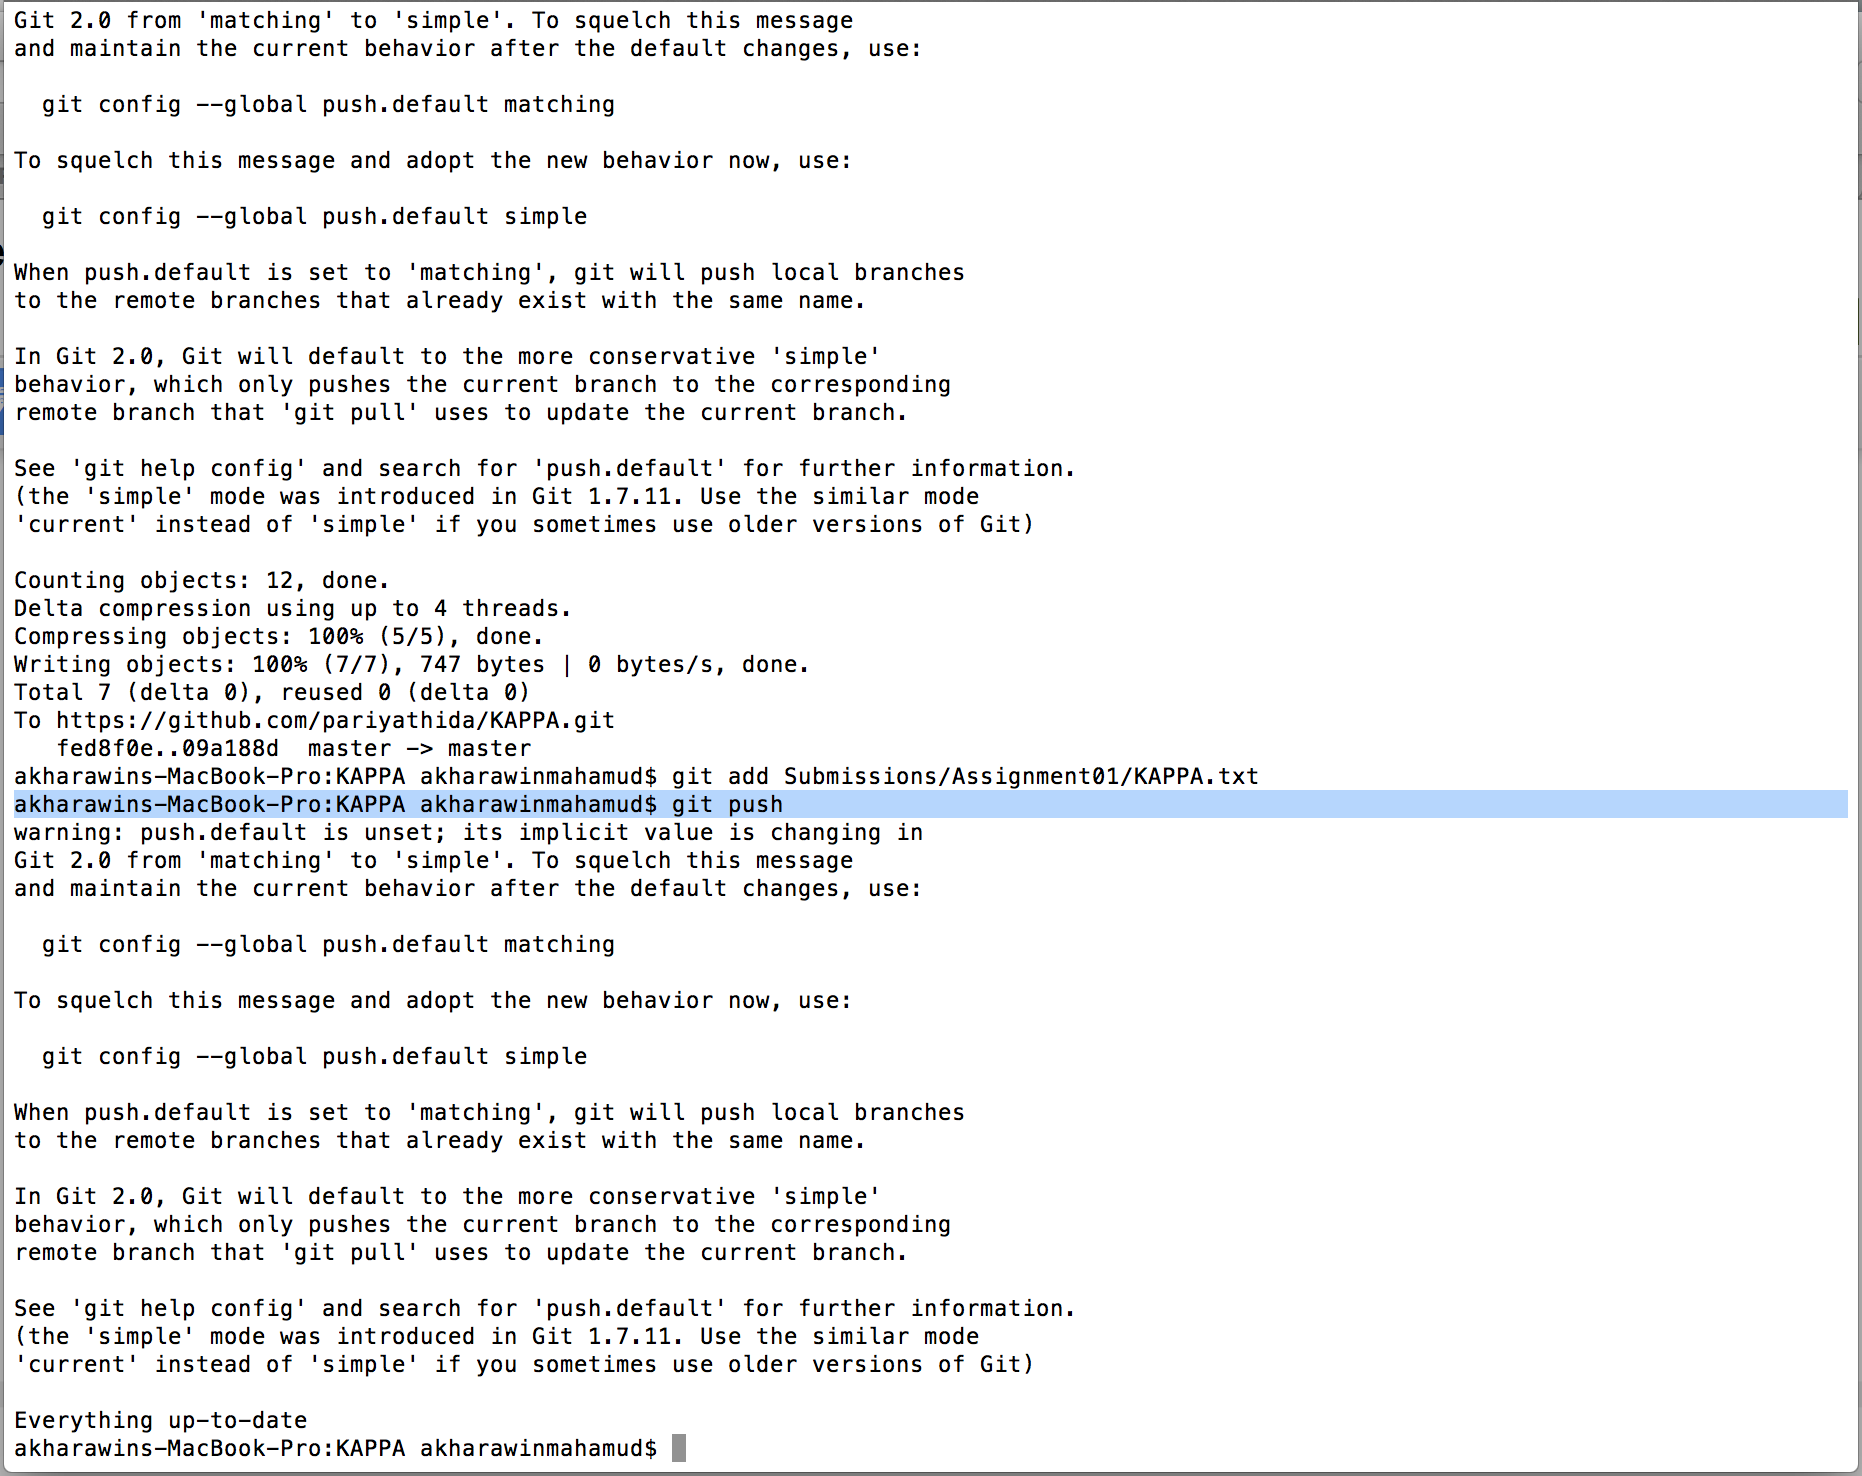 Git 2.0 from 'matching' to 'simple'. To squelch this message
and maintain the current behavior after the default changes, use:
git config --global push.default matching
To squelch this message and adopt the new behavior now, use:
git config --global push.default simple
When push.default is set to 'matching', git will push local branches
to the remote branches that already exist with the same name.
In Git 2.0, Git will default to the more conservative 'simple'
behavior, which only pushes the current branch to the corresponding
remote branch that 'git pull' uses to update the current branch.
See 'git help config' and search for 'push.default' for further information.
(the 'simple' mode was introduced in Git 1.7.11. Use the similar mode
'current' instead of 'simple' if you sometimes use older versions of Git)
Counting objects: 12, done.
Delta compression using up to 4 threads.
Compressing objects: 100% (5/5), done.
Writing objects: 100% (7/7), 747 bytes | 0 bytes/s, done.
Total 7 (delta 0), reused 0 (delta 0)
To https://github.com/pariyathida/KAPPA.git
fed8f0e..09a188d  master -> master
akharawins-MacBook-Pro:KAPPA akharawinmahamud$ git add Submissions/Assignment01/KAPPA.txt
akharawins-MacBook-Pro:KAPPA akharawinmahamud$ git push
warning: push.default is unset; its implicit value is changing in
Git 2.0 from 'matching' to 'simple'. To squelch this message
and maintain the current behavior after the default changes, use:
git config --global push.default matching
To squelch this message and adopt the new behavior now, use:
git config --global push.default simple
When push.default is set to 'matching', git will push local branches
to the remote branches that already exist with the same name.
In Git 2.0, Git will default to the more conservative 'simple'
behavior, which only pushes the current branch to the corresponding
remote branch that 'git pull' uses to update the current branch.
See 'git help config' and search for 'push.default' for further information.
(the 'simple' mode was introduced in Git 1.7.11. Use the similar mode
'current' instead of 'simple' if you sometimes use older versions of Git)
Everything up-to-date
akharawins-MacBook-Pro:KAPPA akharawinmahamud$